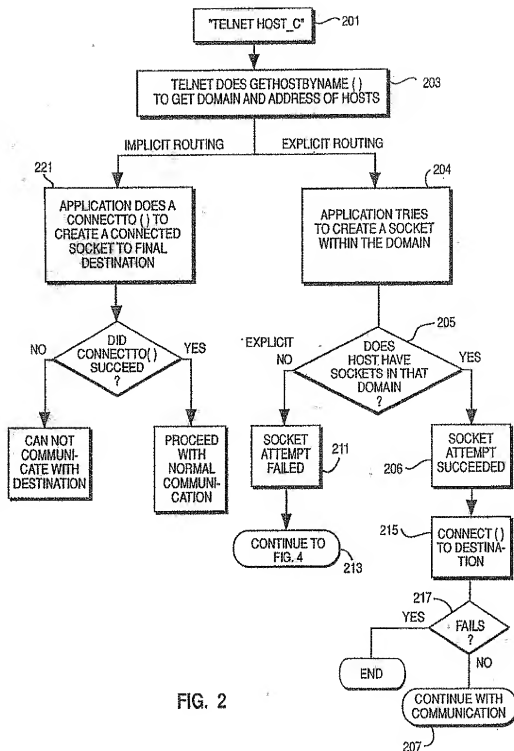 "TELNET HOST_C"
201
TELNET DOES GETHOSTBYNAME ( )
TO GET DOMAIN AND ADDRESS OF HOSTS
203
IMPLICIT ROUTING
EXPLICIT ROUTING
221
APPLICATION DOES A
CONNECTTO ( ) TO
CREATE A CONNECTED
SOCKET TO FINAL
DESTINATION
204
APPLICATION TRIES
TO CREATE A SOCKET
WITHIN THE DOMAIN
NO
DID
CONNECTTO( )
SUCCEED
?
YES
205
EXPLICIT
NO
DOES
HOST HAVE
SOCKETS IN THAT
DOMAIN
?
YES
CAN NOT
COMMUNI-
CATE WITH
DESTINATION
PROCEED
WITH
NORMAL
COMMUNI-
CATION
SOCKET
ATTEMPT
FAILED
211
206
SOCKET
ATTEMPT
SUCCEEDED
CONTINUE TO
FIG. 4
213
215
CONNECT ( )
TO DESTINA-
TION
217
YES
FAILS
?
NO
END
CONTINUE WITH
COMMUNICATION
207
FIG. 2